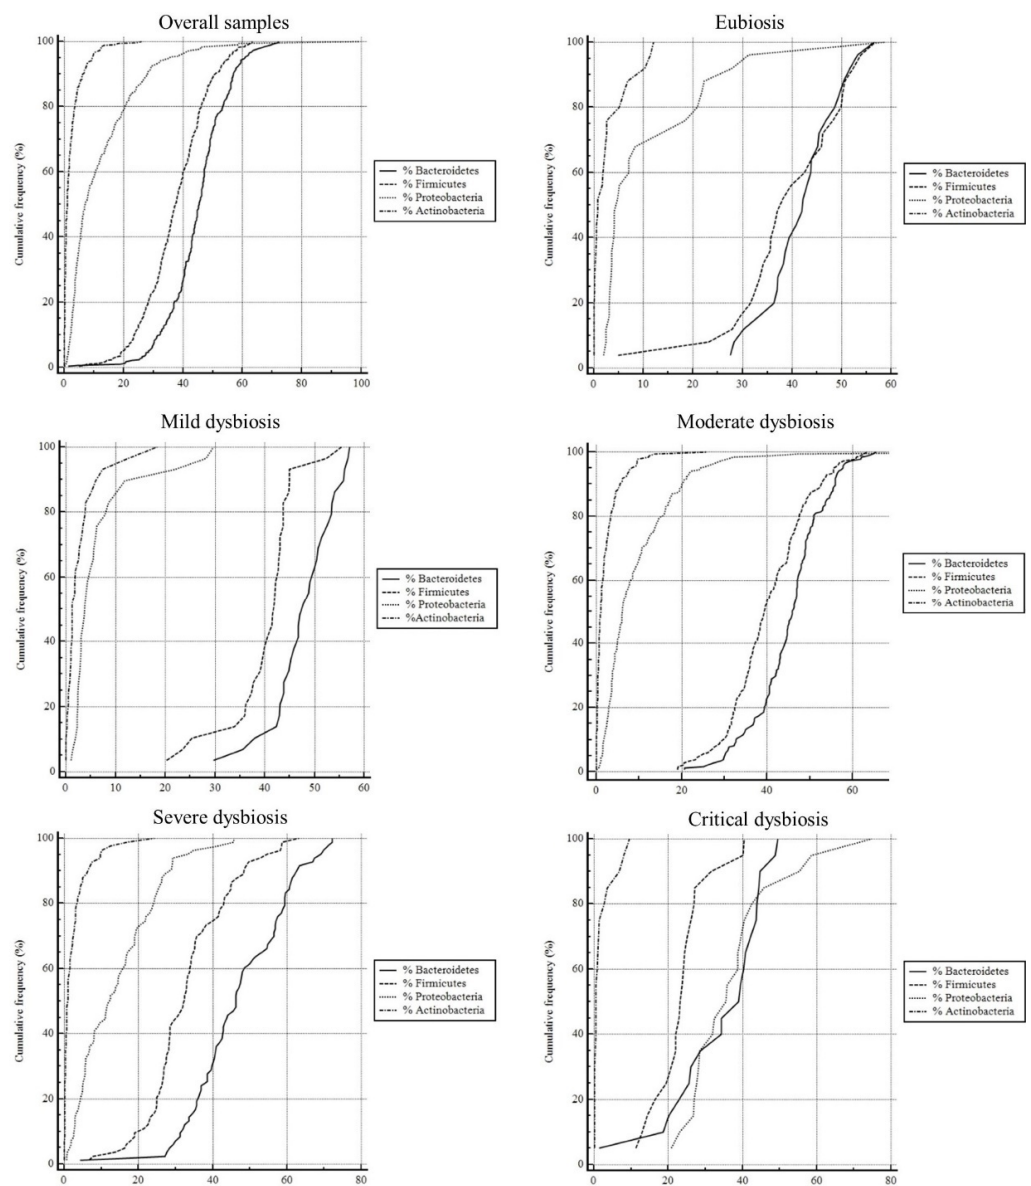 Overall samples
Cumulative frequency (%)
100
80
60
40
20
0
0 20 40 60 80 100
% Bacteroidetes
% Firmicutes
% Proteobacteria
% Actinobacteria
Eubiosis
Cumulative frequency (%)
100
80
60
40
20
0
0 10 20 30 40 50 60
% Bacteroidetes
% Firmicutes
% Proteobacteria
% Actinobacteria
Mild dysbiosis
Cumulative frequency (%)
100
80
60
40
20
0
0 10 20 30 40 50 60
% Bacteroidetes
% Firmicutes
% Proteobacteria
%Actinobacteria
Moderate dysbiosis
Cumulative frequency (%)
100
80
60
40
20
0
0 20 40 60
% Bacteroidetes
% Firmicutes
% Proteobacteria
% Actinobacteria
Severe dysbiosis
Cumulative frequency (%)
100
80
60
40
20
0
0 20 40 60 80
% Bacteroidetes
% Firmicutes
% Proteobacteria
% Actinobacteria
Critical dysbiosis
Cumulative frequency (%)
100
80
60
40
20
0
0 20 40 60 80
% Bacteroidetes
% Firmicutes
% Proteobacteria
% Actinobacteria